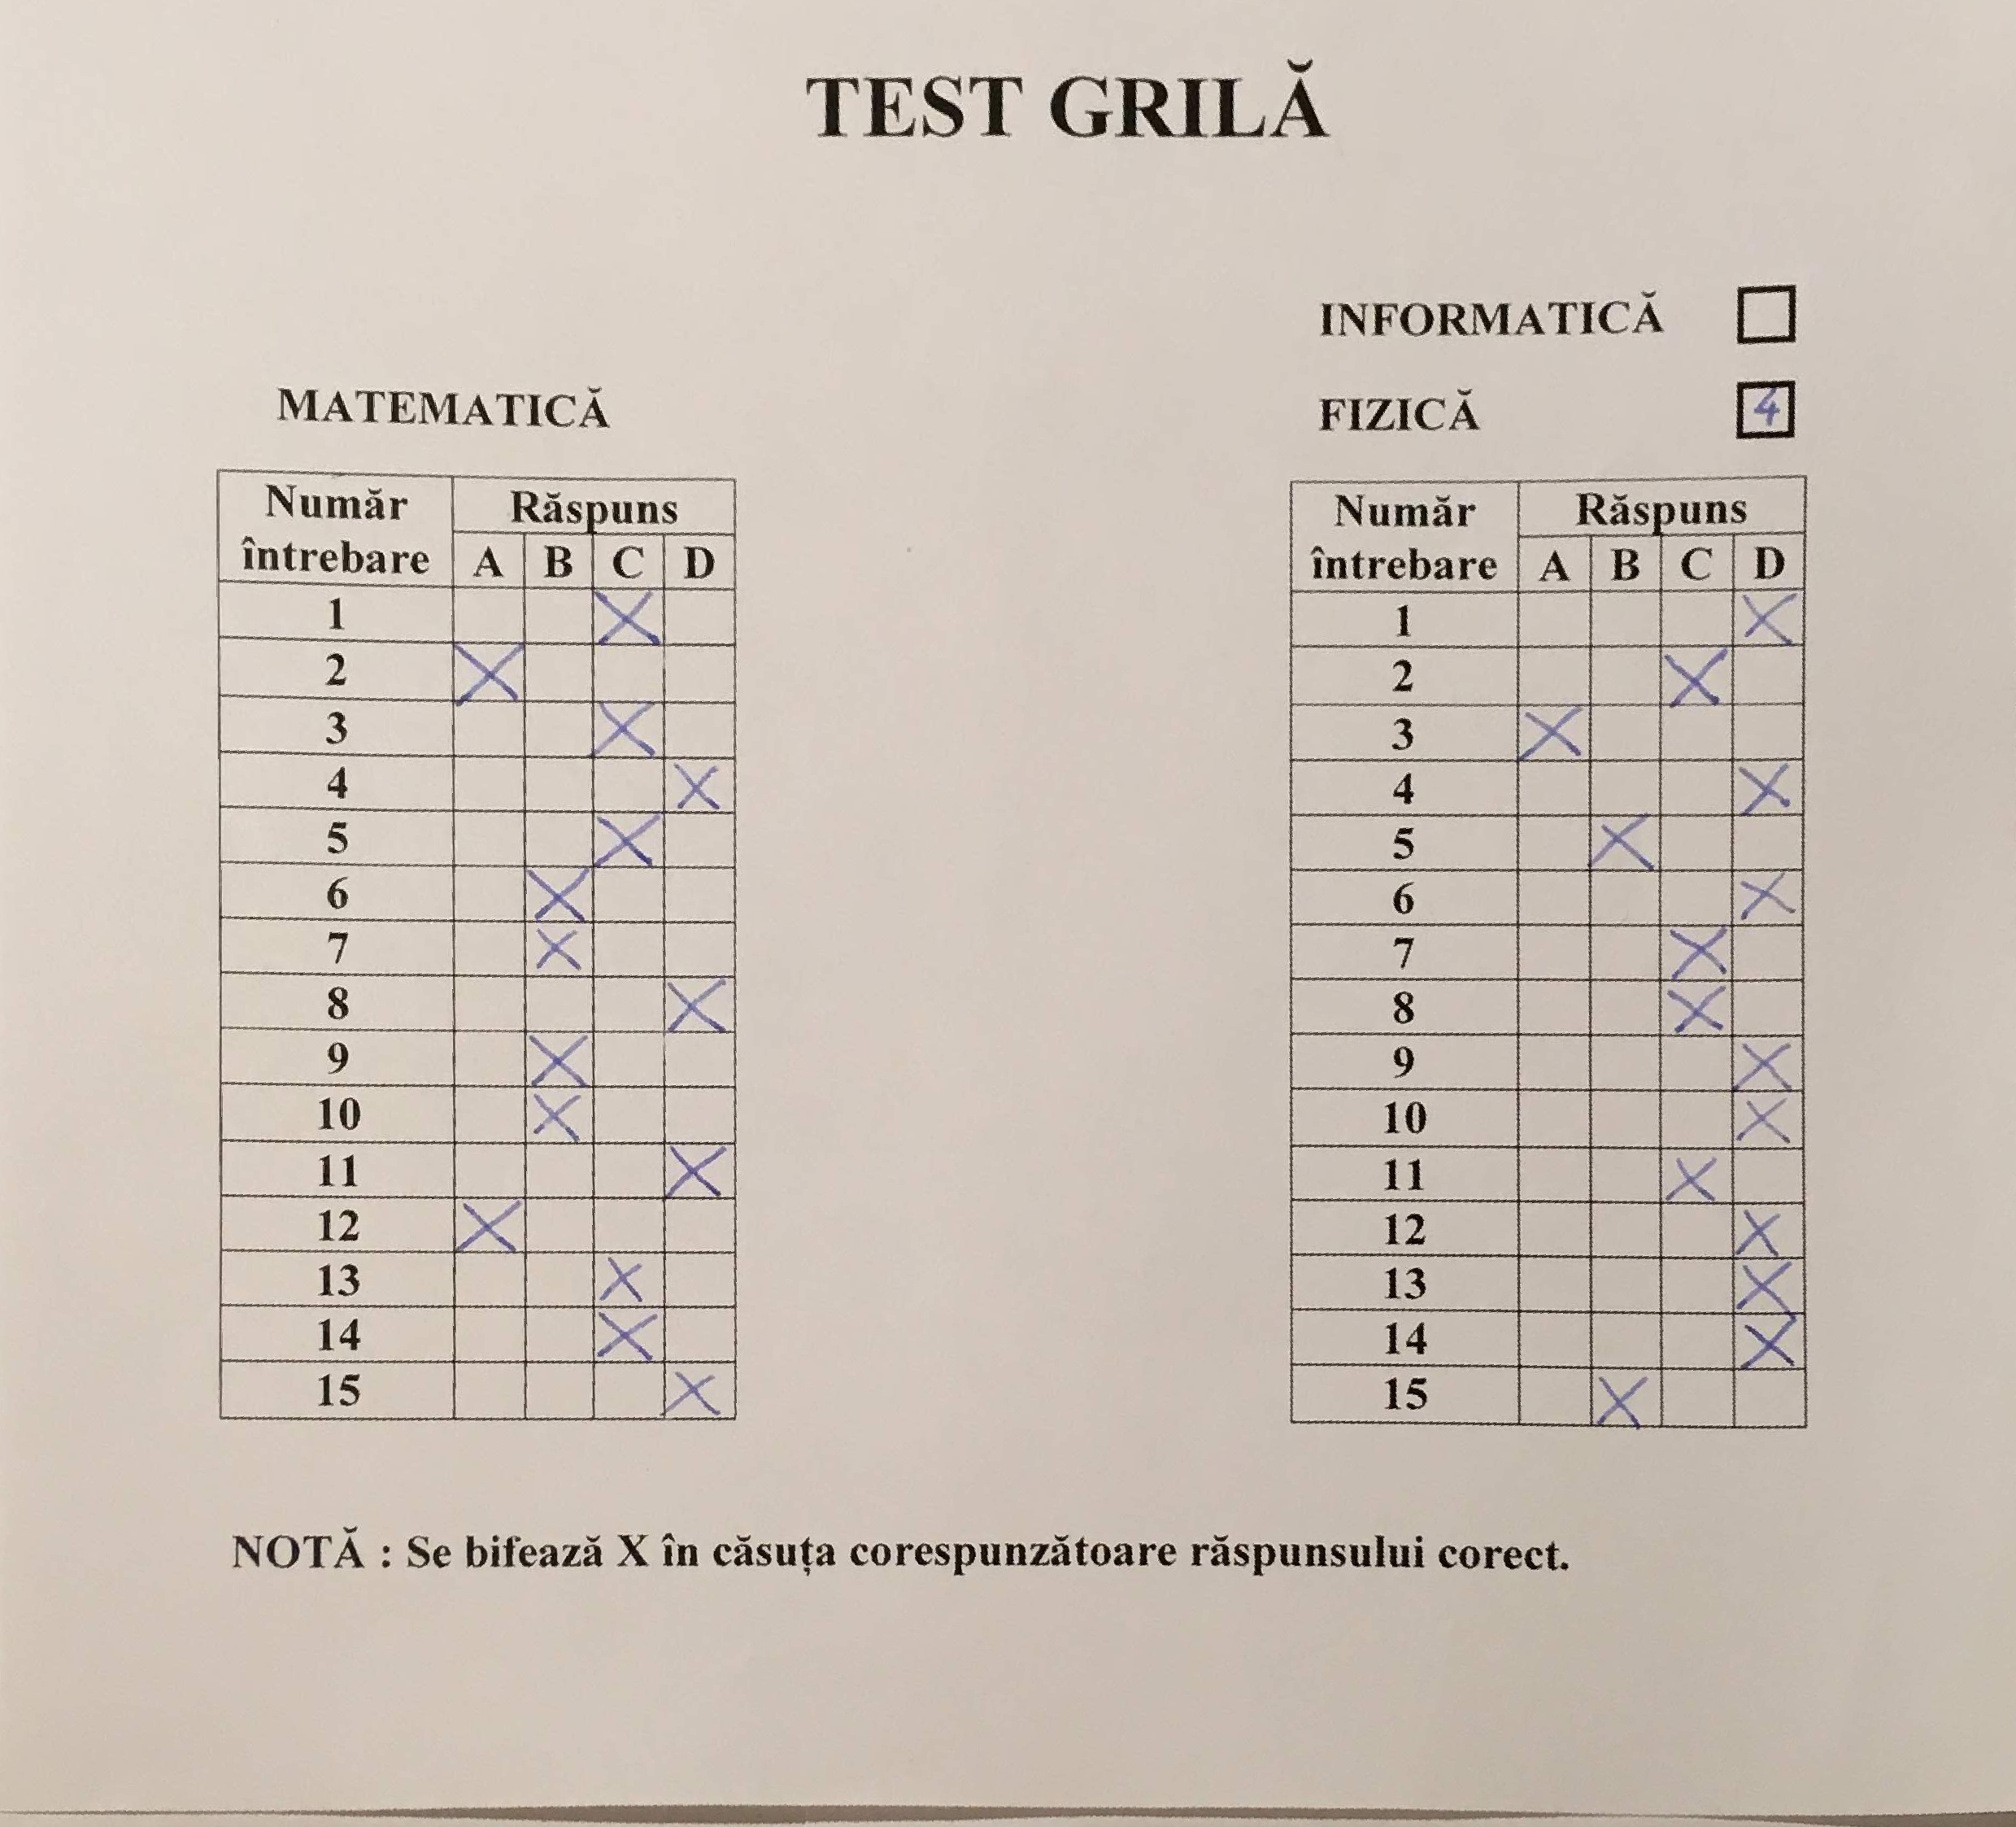 TEST GRILĂ
INFORMATICĂ
MATEMATICĂ
FIZICĂ 4
Număr întrebare Răspuns
A B C D
1 X
2 X
3 X
4 X
5 X
6 X
7 X
8 X
9 X
10 X
11 X
12 X
13 X
14 X
15 X
Număr întrebare Răspuns
A B C D
1 X
2 X
3 X
4 X
5 X
6 X
7 X
8 X
9 X
10 X
11 X
12 X
13 X
14 X
15 X
NOTĂ : Se bifează X în căsuța corespunzătoare răspunsului corect.